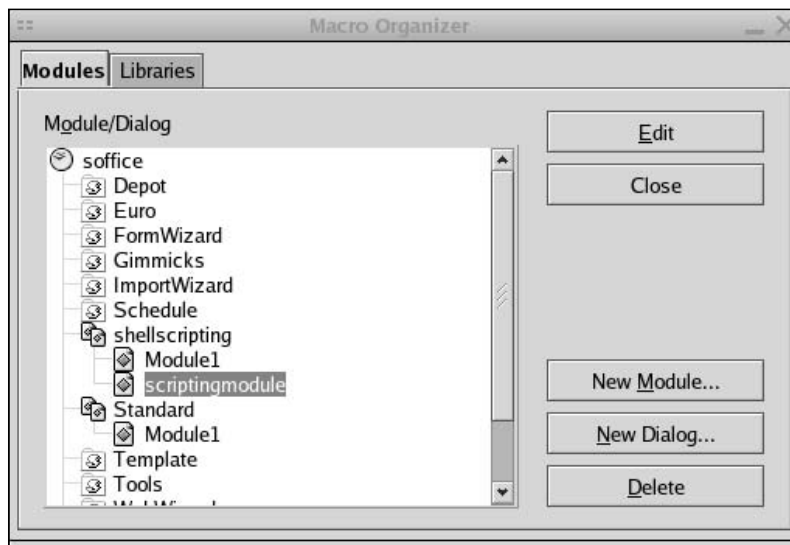 Macro Organizer
Modules
Libraries
Module/Dialog
soffice
Depot
Euro
FormWizard
Gimmicks
ImportWizard
Schedule
shellscripting
Module1
scriptingmodule
Standard
Module1
Template
Tools
Edit
Close
New Module...
New Dialog...
Delete